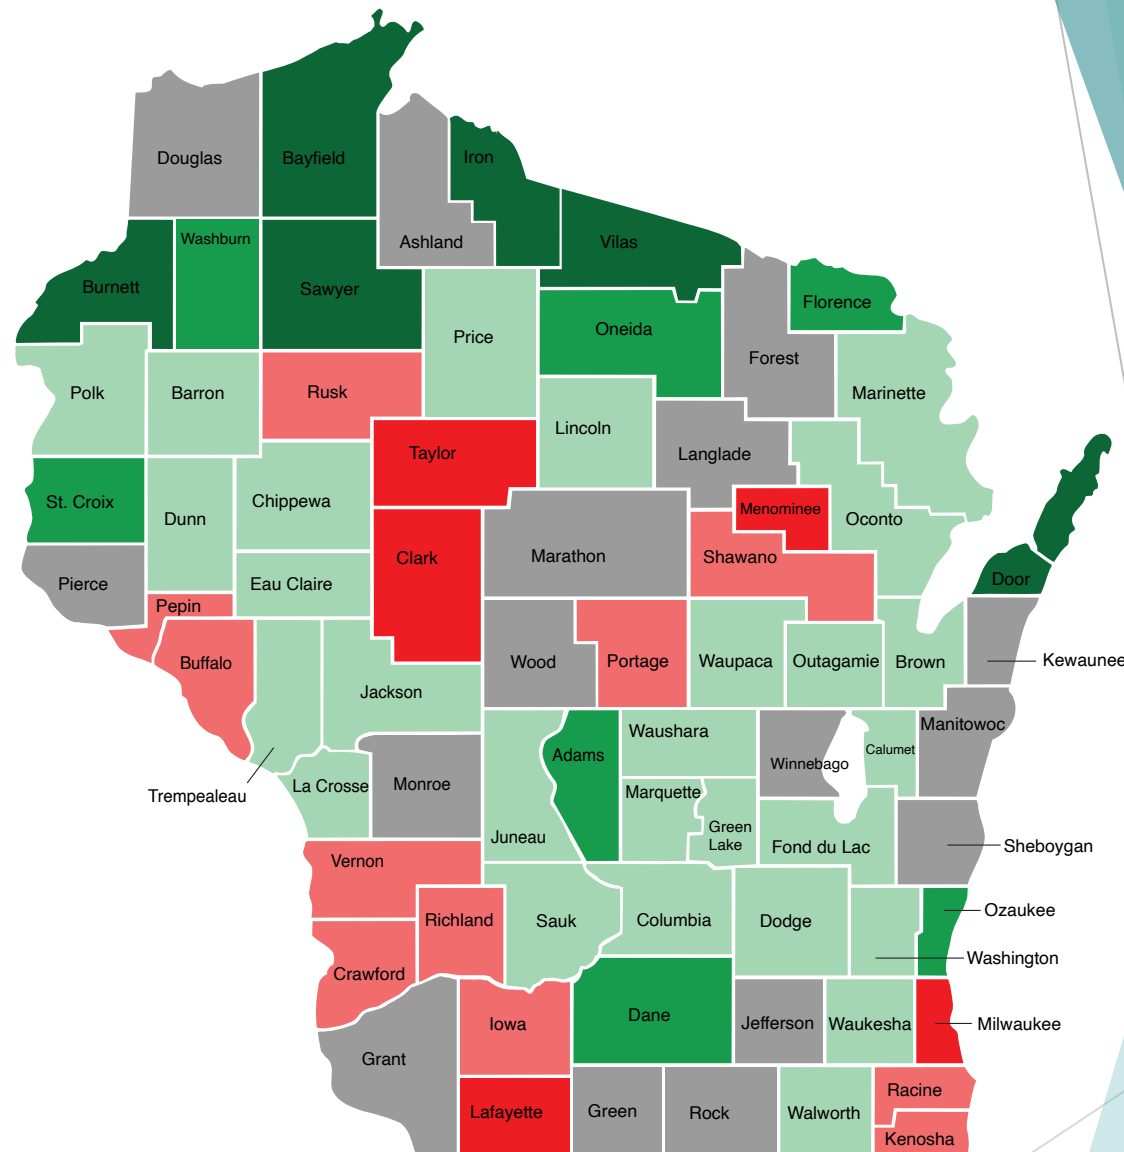 Douglas
Bayfield
Iron
Ashland
Washburn
Vilas
Burnett
Sawyer
Florence
Oneida
Price
Forest
Polk
Barron
Rusk
Marinette
Lincoln
Taylor
Langlade
St. Croix
Chippewa
Menominee
Dunn
Oconto
Marathon
Clark
Shawano
Door
Pierce
Eau Claire
Pepin
Buffalo
Wood
Portage
Waupaca
Outagamie
Brown
Kewaunee
Jackson
Manitowoc
Waushara
Calumet
Adams
Winnebago
Monroe
La Crosse
Marquette
Trempealeau
Green
Lake
Juneau
Fond du Lac
Sheboygan
Vernon
Ozaukee
Richland
Sauk
Columbia
Dodge
Washington
Crawford
Dane
Iowa
Jefferson
Waukesha
Milwaukee
Grant
Racine
Lafayette
Green
Rock
Walworth
Kenosha